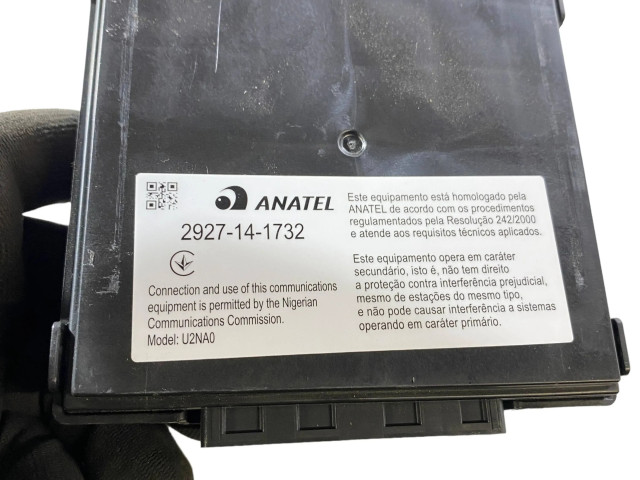 ANATEL
2927-14-1732
Connection and use of this communications
equipment is permitted by the Nigerian
Communications Commission.
Model: U2NA0
Este equipamento está homologado pela
ANATEL de acordo com os procedimentos
regulamentados pela Resolução 242/2000
e atende aos requisitos técnicos aplicados.
Este equipamento opera em caráter
secundário, isto é, não tem direito
a proteção contra interferência prejudicial,
mesmo de estações do mesmo tipo,
e não pode causar interferência a sistemas
operando em caráter primário.